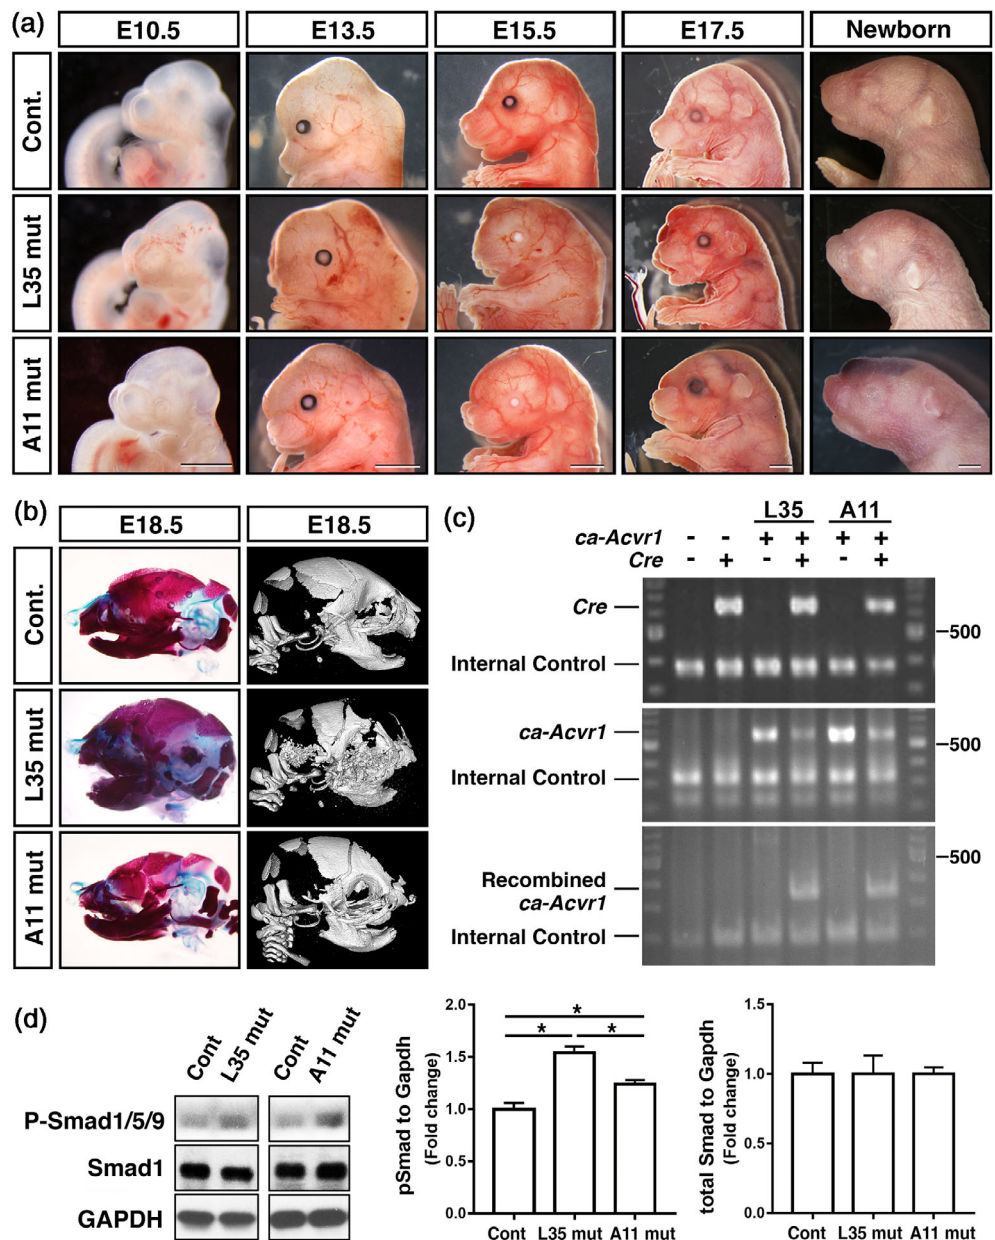 (a)
E10.5 E13.5 E15.5 E17.5 Newborn
Cont.
L35 mut
A11 mut
(b)
E18.5 E18.5
Cont.
L35 mut
A11 mut
(c)
L35 A11
ca-Acvr1 - - + + + +
Cre - + - + - +
Cre
500
Internal Control
ca-Acvr1
500
Internal Control
500
Recombined
ca-Acvr1
Internal Control
(d)
Cont L35 mut Cont A11 mut
P-Smad1/5/9
Smad1
GAPDH
pSmad to Gapdh
(Fold change)
2.0
1.5
1.0
0.5
0.0
* * *
Cont L35 mut A11 mut
total Smad to Gapdh
(Fold change)
1.5
1.0
0.5
0.0
Cont L35 mut A11 mut